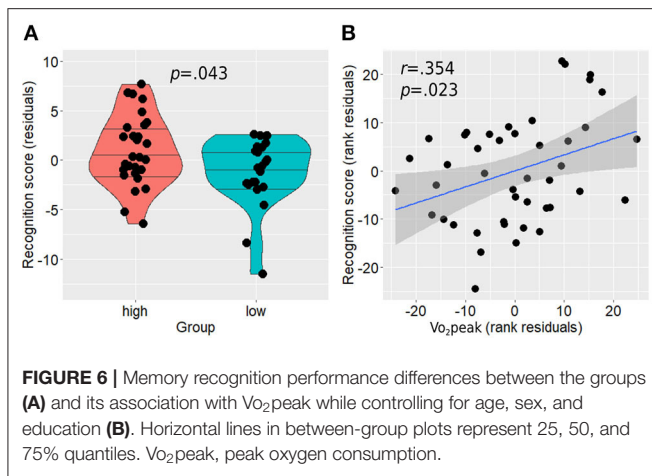 A
p=.043
Recognition score (residuals)
10
5
0
-5
-10
high
low
Group
B
r=.354
p=.023
Recognition score (rank residuals)
20
10
0
-10
-20
-20
-10
0
10
20
Vo₂peak (rank residuals)
FIGURE 6 | Memory recognition performance differences between the groups
(A) and its association with Vo₂peak while controlling for age, sex, and
education (B). Horizontal lines in between-group plots represent 25, 50, and
75% quantiles. Vo₂peak, peak oxygen consumption.